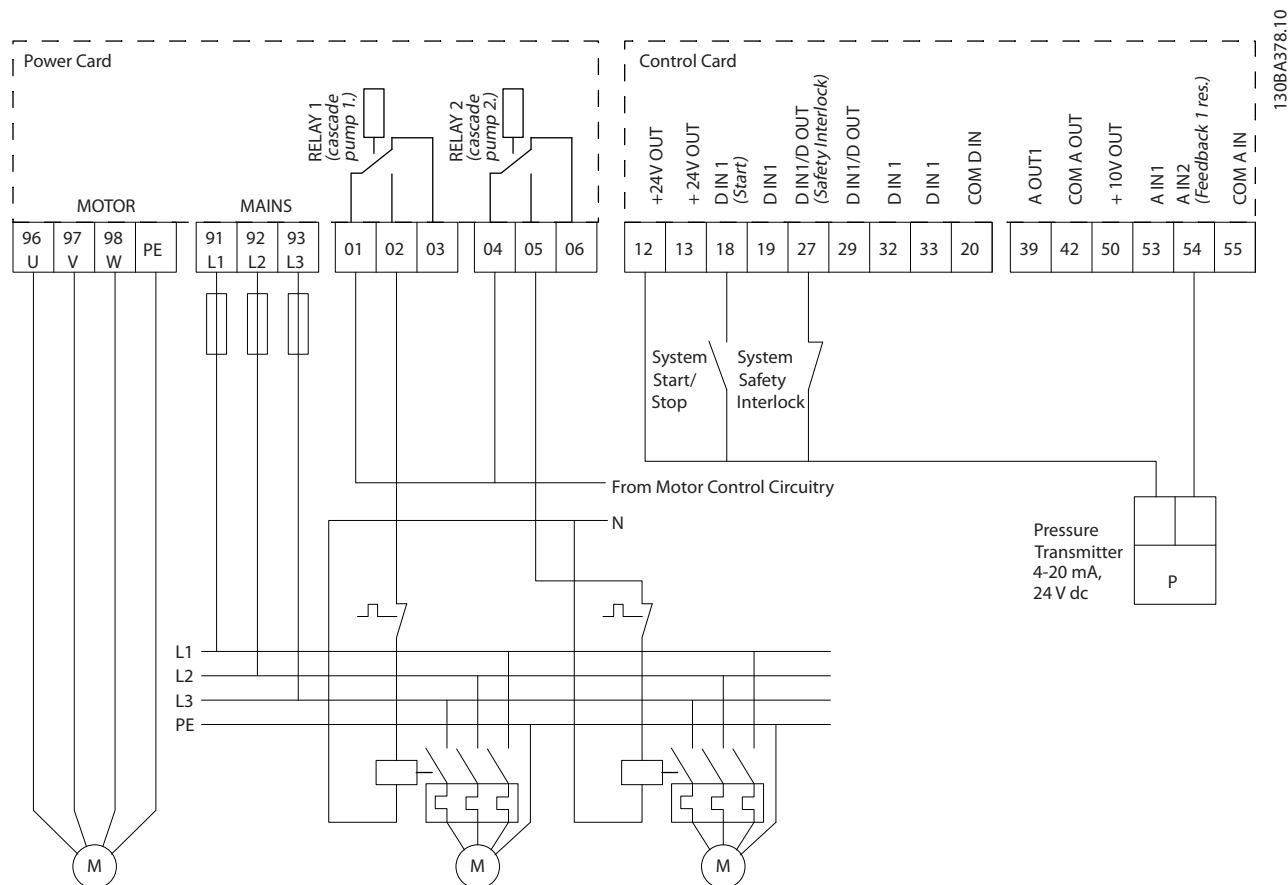 130BA378.10
Power Card
Control Card
RELAY 1
(cascade
pump 1.)
RELAY 2
(cascade
pump 2.)
+24V OUT
+ 24V OUT
D IN 1
(Start)
D IN1
D IN1/D OUT
(Safety Interlock)
D IN1/D OUT
D IN 1
D IN 1
COM D IN
A OUT1
COM A OUT
+ 10V OUT
A IN1
A IN2
(Feedback 1 res.)
COM A IN
MOTOR
MAINS
96 97 98 PE
U V W
91 92 93
L1 L2 L3
01 02 03
04 05 06
12 13 18 19 27 29 32 33 20
39 42 50 53 54 55
System
Start/
Stop
System
Safety
Interlock
From Motor Control Circuitry
N
Pressure
Transmitter
4-20 mA,
24 V dc
P
L1
L2
L3
PE
M
M
M